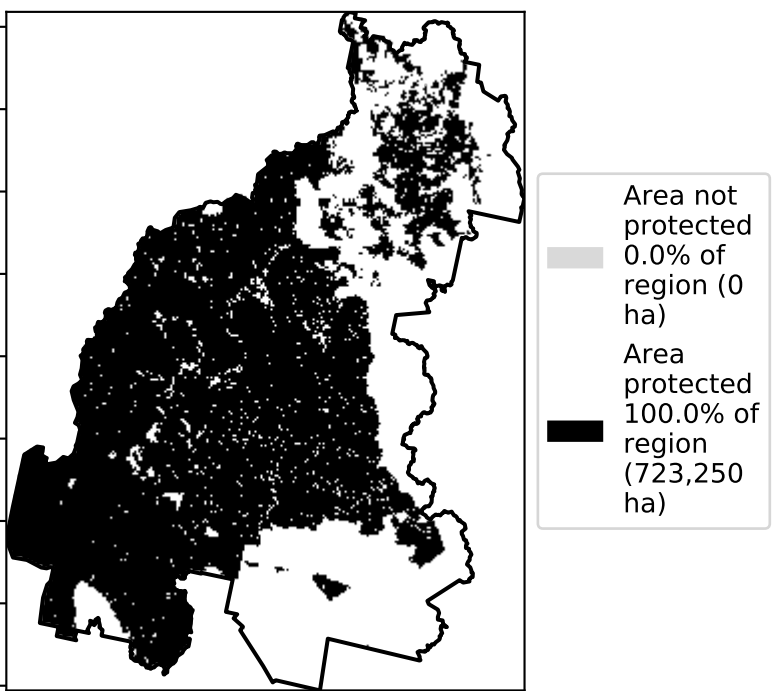 Area not
protected
0.0% of
region (0
ha)
Area
protected
100.0% of
region
(723,250
ha)